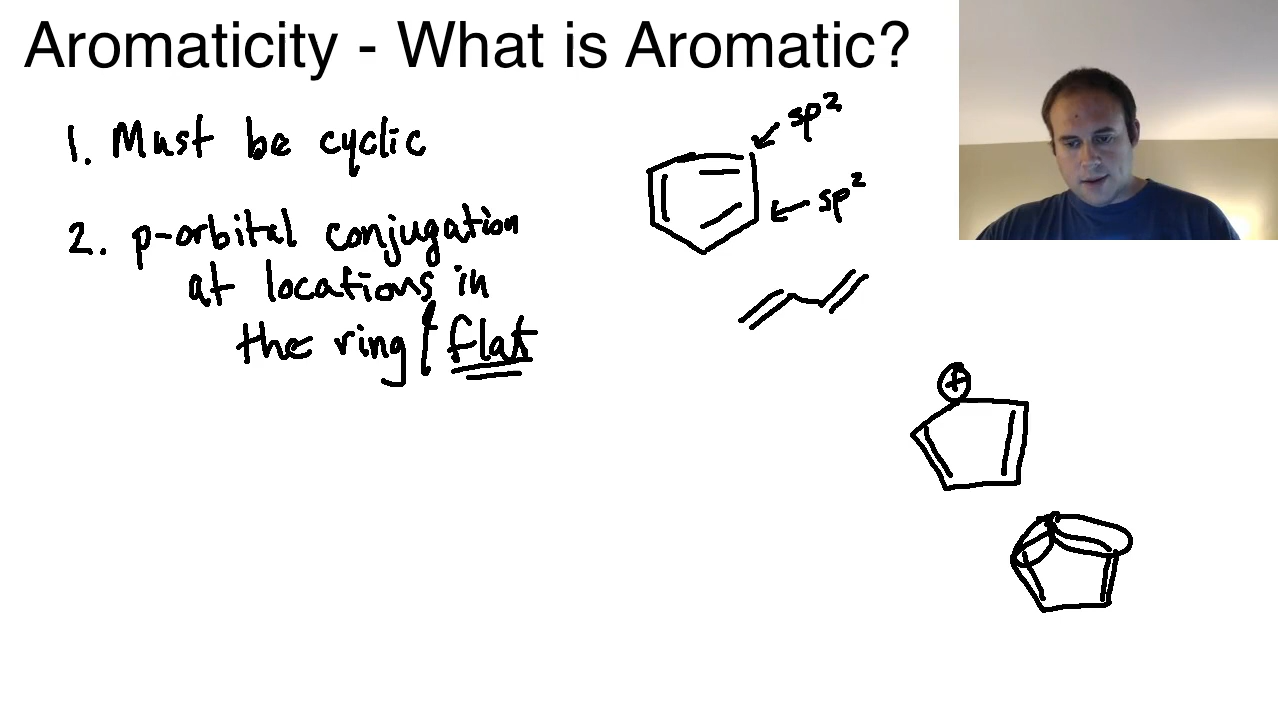 Aromaticity - What is Aromatic?
1. Must be cyclic
2. p-orbital conjugation
at locations in
the ring & flat
sp²
sp²
+